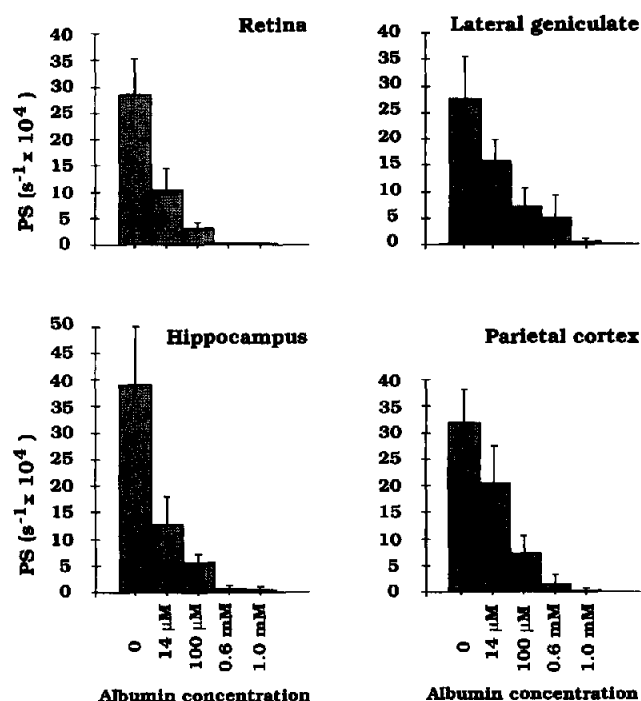 Retina
PS (s⁻¹ x 10⁴)
40
35
30
25
20
15
10
5
0
Lateral geniculate
40
35
30
25
20
15
10
5
0
Hippocampus
PS (s⁻¹ x 10⁴)
50
45
40
35
30
25
20
15
10
5
0
0
14 μM
100 μM
0.6 mM
1.0 mM
Albumin concentration
Parietal cortex
40
35
30
25
20
15
10
5
0
0
14 μM
100 μM
0.6 mM
1.0 mM
Albumin concentration